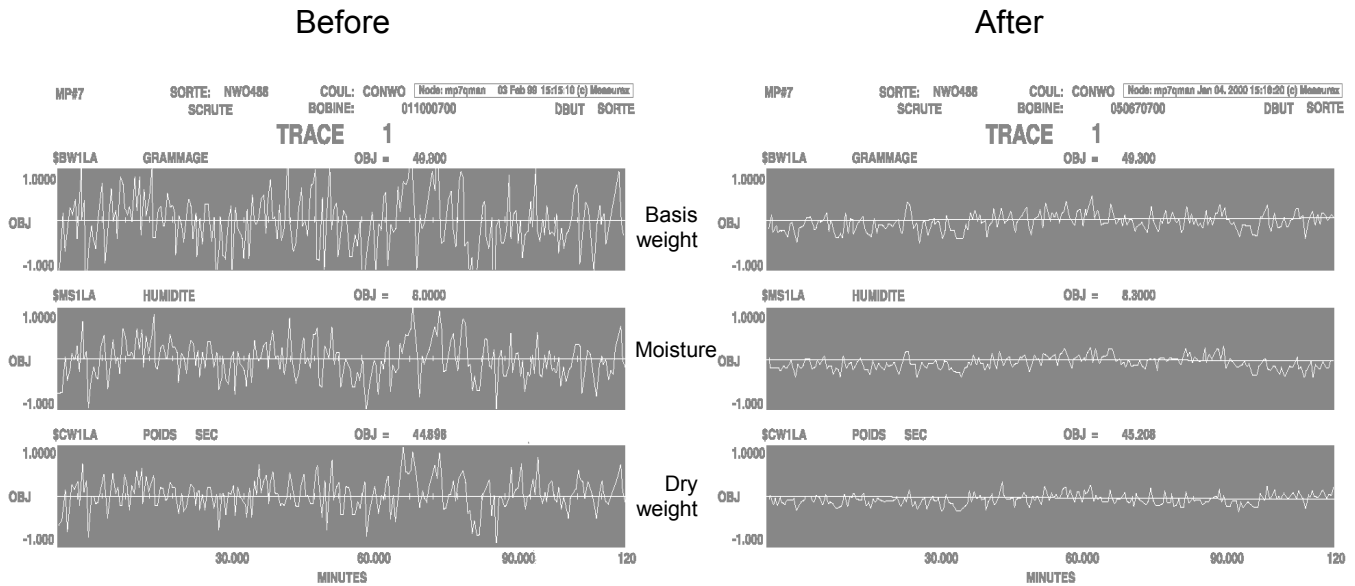 Before
After
MP#7 SORTE: NWO488 COUL: CONWO Node: mp7qman 03 Feb 99 15:15:10 (c) Measurex
SCRUTE BOBINE: 011000700 DBUT SORTE
TRACE 1
$BW1LA GRAMMAGE OBJ = 49.300
1.0000
OBJ
-1.000
$MS1LA HUMIDITE OBJ = 8.0000
1.0000
OBJ
-1.000
$CW1LA POIDS SEC OBJ = 44.898
1.0000
OBJ
-1.000
30.000 60.000 90.000 120
MINUTES
Basis
weight
Moisture
Dry
weight
MP#7 SORTE: NWO488 COUL: CONWO Node: mp7qman Jan 04. 2000 15:18:20 (c) Measurex
SCRUTE BOBINE: 050670700 DBUT SORTE
TRACE 1
$BW1LA GRAMMAGE OBJ = 49.300
1.0000
OBJ
-1.000
$MS1LA HUMIDITE OBJ = 8.3000
1.0000
OBJ
-1.000
$CW1LA POIDS SEC OBJ = 45.208
1.0000
OBJ
-1.000
30.000 60.000 90.000 120
MINUTES